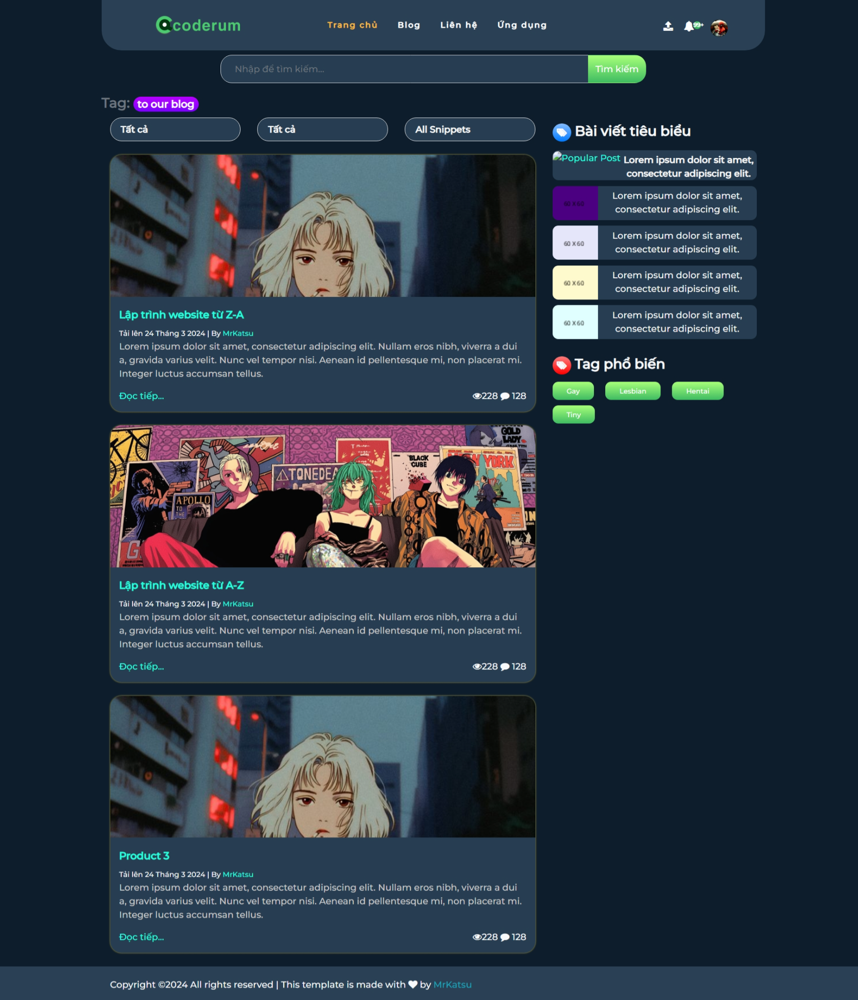 coderum
Trang chủ Blog Liên hệ Ứng dụng
99+
Nhập để tìm kiếm... Tìm kiếm
Tag: to our blog
Tất cả Tất cả All Snippets
Lập trình website từ Z-A
Tải lên 24 Tháng 3 2024 | By MrKatsu
Lorem ipsum dolor sit amet, consectetur adipiscing elit. Nullam eros nibh, viverra a dui
a, gravida varius velit. Nunc vel tempor nisi. Aenean id pellentesque mi, non placerat mi.
Integer luctus accumsan tellus.
Đọc tiếp... 228 128
GOLD
LADY
BLACK
CUBE
NEW YORK
TONEDEA
APOLLO
TO
THE
G
Lập trình website từ A-Z
Tải lên 24 Tháng 3 2024 | By MrKatsu
Lorem ipsum dolor sit amet, consectetur adipiscing elit. Nullam eros nibh, viverra a dui
a, gravida varius velit. Nunc vel tempor nisi. Aenean id pellentesque mi, non placerat mi.
Integer luctus accumsan tellus.
Đọc tiếp... 228 128
Product 3
Tải lên 24 Tháng 3 2024 | By MrKatsu
Lorem ipsum dolor sit amet, consectetur adipiscing elit. Nullam eros nibh, viverra a dui
a, gravida varius velit. Nunc vel tempor nisi. Aenean id pellentesque mi, non placerat mi.
Integer luctus accumsan tellus.
Đọc tiếp... 228 128
Bài viết tiêu biểu
Popular Post Lorem ipsum dolor sit amet,
consectetur adipiscing elit.
60 X 60
Lorem ipsum dolor sit amet,
consectetur adipiscing elit.
60 X 60
Lorem ipsum dolor sit amet,
consectetur adipiscing elit.
60 X 60
Lorem ipsum dolor sit amet,
consectetur adipiscing elit.
60 X 60
Lorem ipsum dolor sit amet,
consectetur adipiscing elit.
Tag phổ biến
Gay Lesbian Hentai
Tiny
Copyright ©2024 All rights reserved | This template is made with by MrKatsu